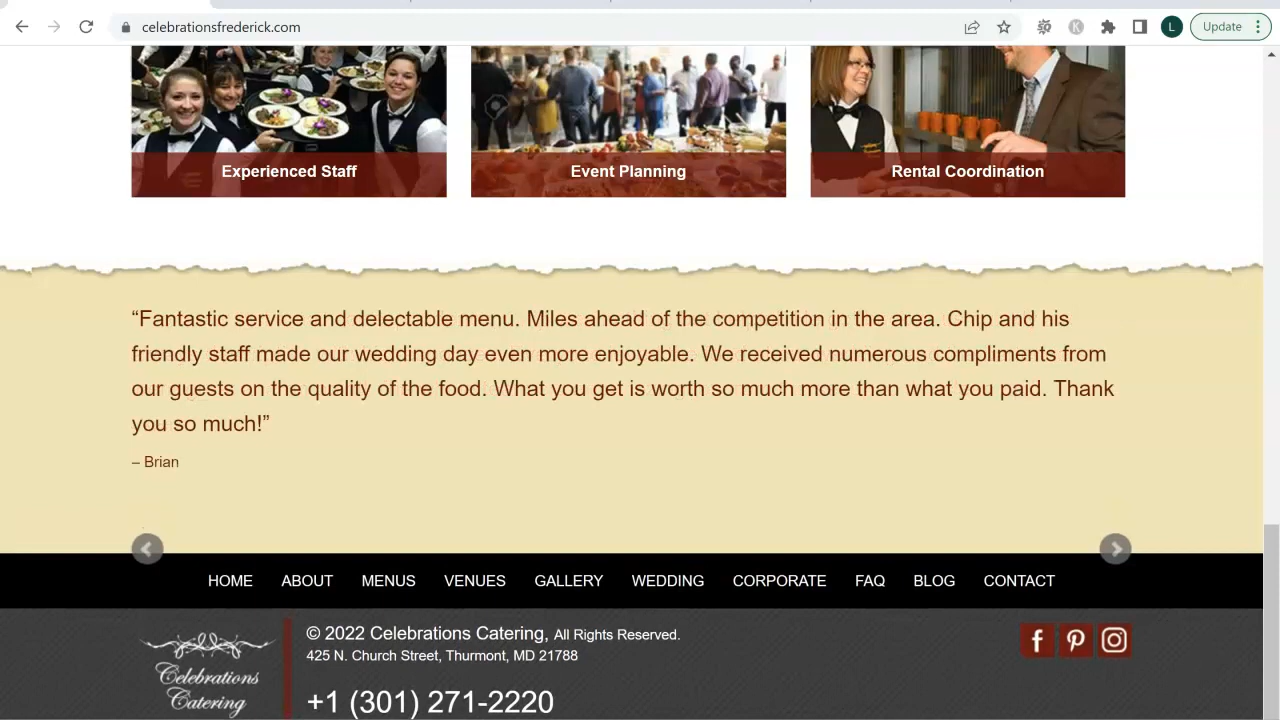 celebrationsfrederick.com
L
Update
Experienced Staff
Event Planning
Rental Coordination
“Fantastic service and delectable menu. Miles ahead of the competition in the area. Chip and his
friendly staff made our wedding day even more enjoyable. We received numerous compliments from
our guests on the quality of the food. What you get is worth so much more than what you paid. Thank
you so much!”
– Brian
HOME ABOUT MENUS VENUES GALLERY WEDDING CORPORATE FAQ BLOG CONTACT
Celebrations
Catering
© 2022 Celebrations Catering, All Rights Reserved.
425 N. Church Street, Thurmont, MD 21788
+1 (301) 271-2220